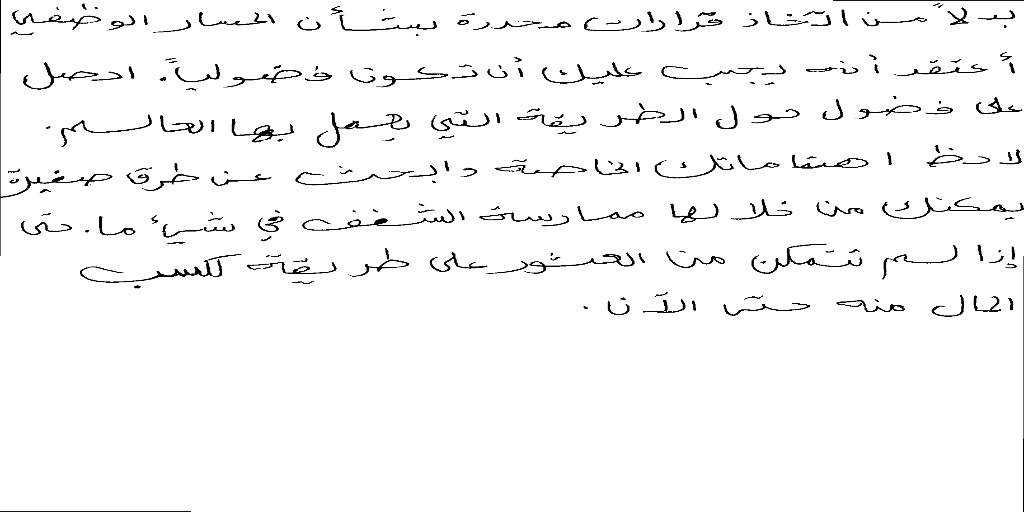 بدلاً من اتخاذ قرارات محددة بشأن المسار الوظيفي
أعتقد أنه يجب عليك أن تكون فضولياً. احصل
على فضول حول الطريقة التي يعمل بها العالم.
لاحظ اهتماماتك الخاصة وابحث عن طرق صغيرة
يمكنك من خلالها ممارسة الشغف في شيء ما. حتى
إذا لم تتمكن من العثور على طريقة لكسب
المال منه حتى الآن.